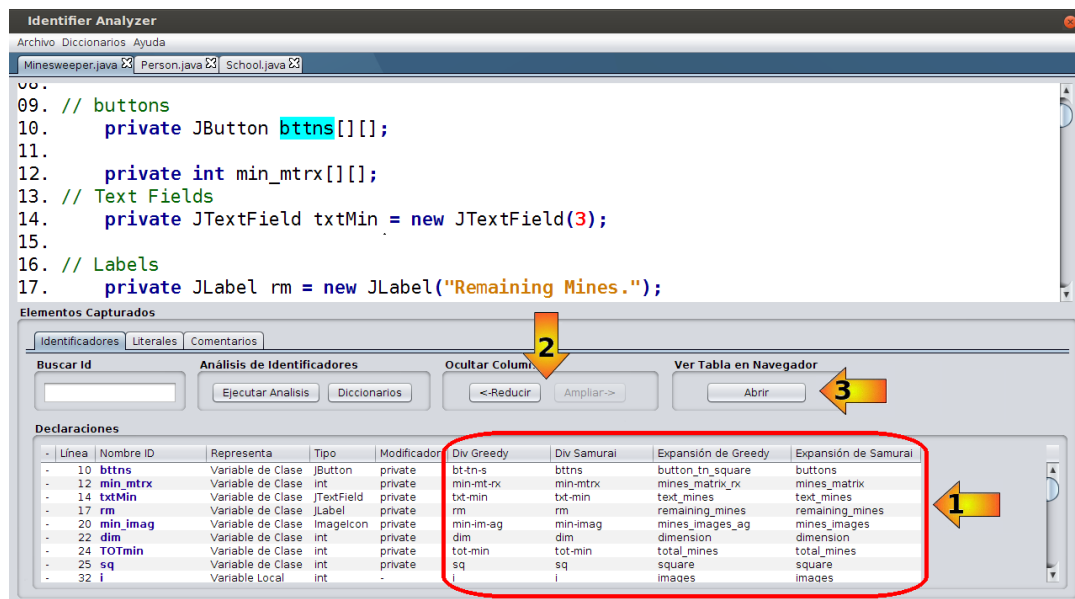 Identifier Analyzer
Archivo Diccionarios Ayuda
Minesweeper.java Person.java School.java
09. // buttons
10. private JButton bttns[][];
11.
12. private int min_mtrx[][];
13. // Text Fields
14. private JTextField txtMin = new JTextField(3);
15.
16. // Labels
17. private JLabel rm = new JLabel("Remaining Mines.");
Elementos Capturados
Identificadores Literales Comentarios
2
Buscar Id Análisis de Identificadores Ocultar Colum Ver Tabla en Navegador
Ejecutar Analisis Diccionarios <-Reducir Ampliar-> Abrir 3
Declaraciones
- Línea Nombre ID Representa Tipo Modificador Div Greedy Div Samurai Expansión de Greedy Expansión de Samurai
- 10 bttns Variable de Clase JButton private bt-tn-s bttns button_tn_square buttons
- 12 min_mtrx Variable de Clase int private min-mt-rx min-mtrx mines_matrix_rx mines_matrix
- 14 txtMin Variable de Clase JTextField private txt-min txt-min text_mines text_mines
- 17 rm Variable de Clase JLabel private rm rm remaining_mines remaining_mines
1
- 20 min_imag Variable de Clase ImageIcon private min-im-ag min-imag mines_images_ag mines_images
- 22 dim Variable de Clase int private dim dim dimension dimension
- 24 TOTmin Variable de Clase int private tot-min tot-min total_mines total_mines
- 25 sq Variable de Clase int private sq sq square square
- 32 i Variable Local int - i i images images